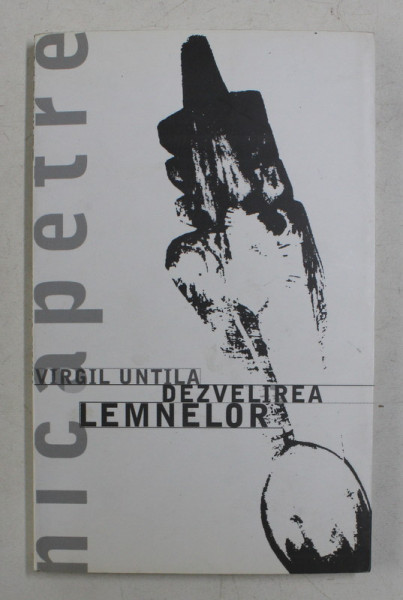 nicapetre
VIRGIL UNTILA
DEZVELIREA
LEMNELOR